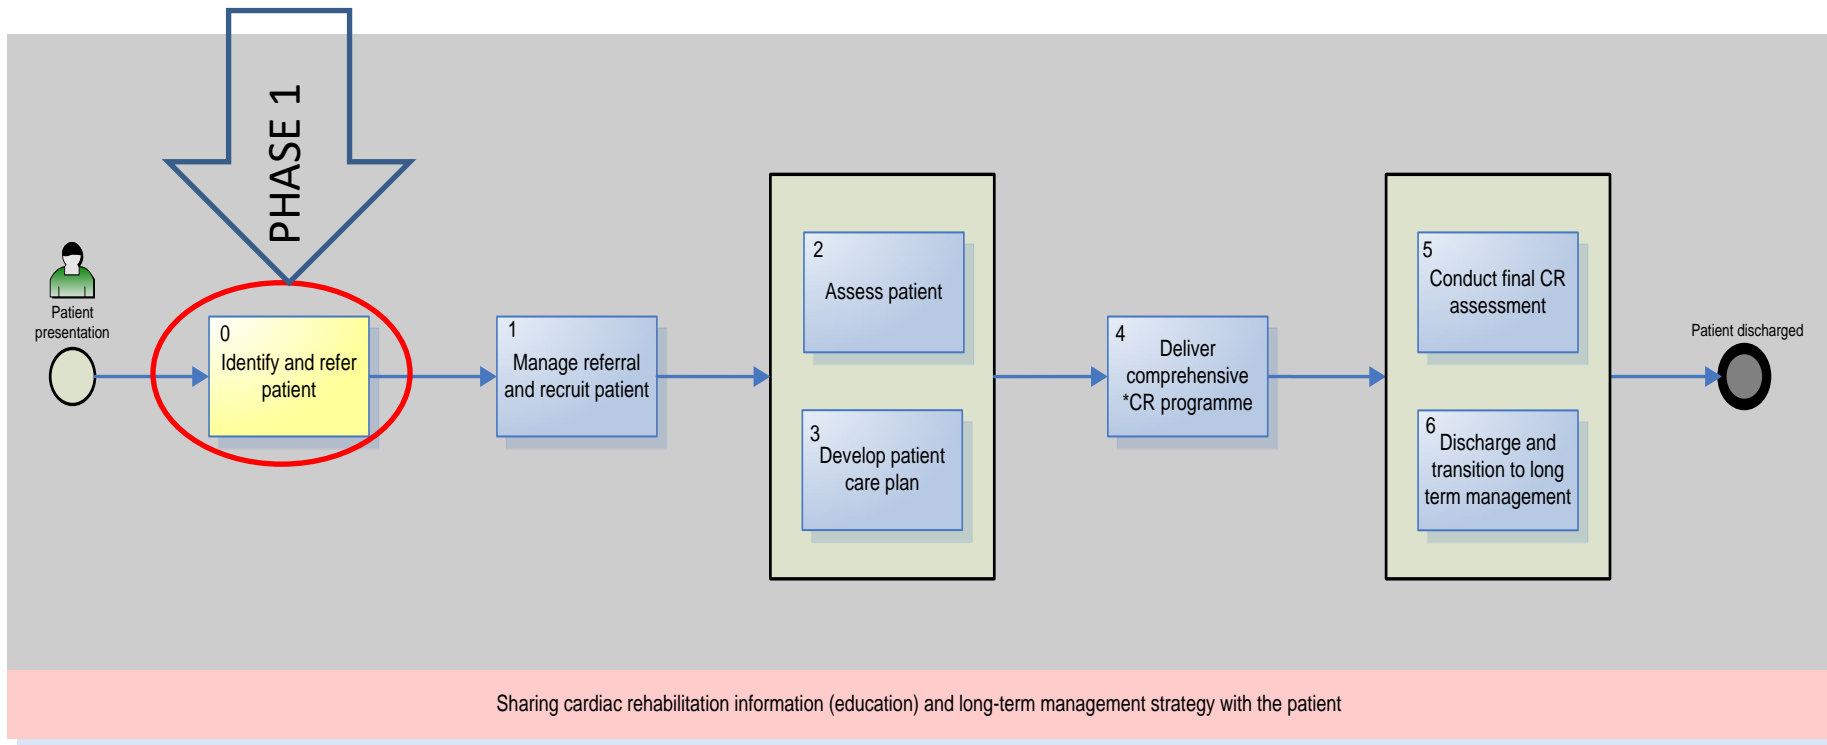 PHASE 1
Patient
presentation
0
Identify and refer
patient
1
Manage referral
and recruit patient
2
Assess patient
3
Develop patient
care plan
4
Deliver
comprehensive
*CR programme
5
Conduct final CR
assessment
6
Discharge and
transition to long
term management
Patient discharged
Sharing cardiac rehabilitation information (education) and long-term management strategy with the patient